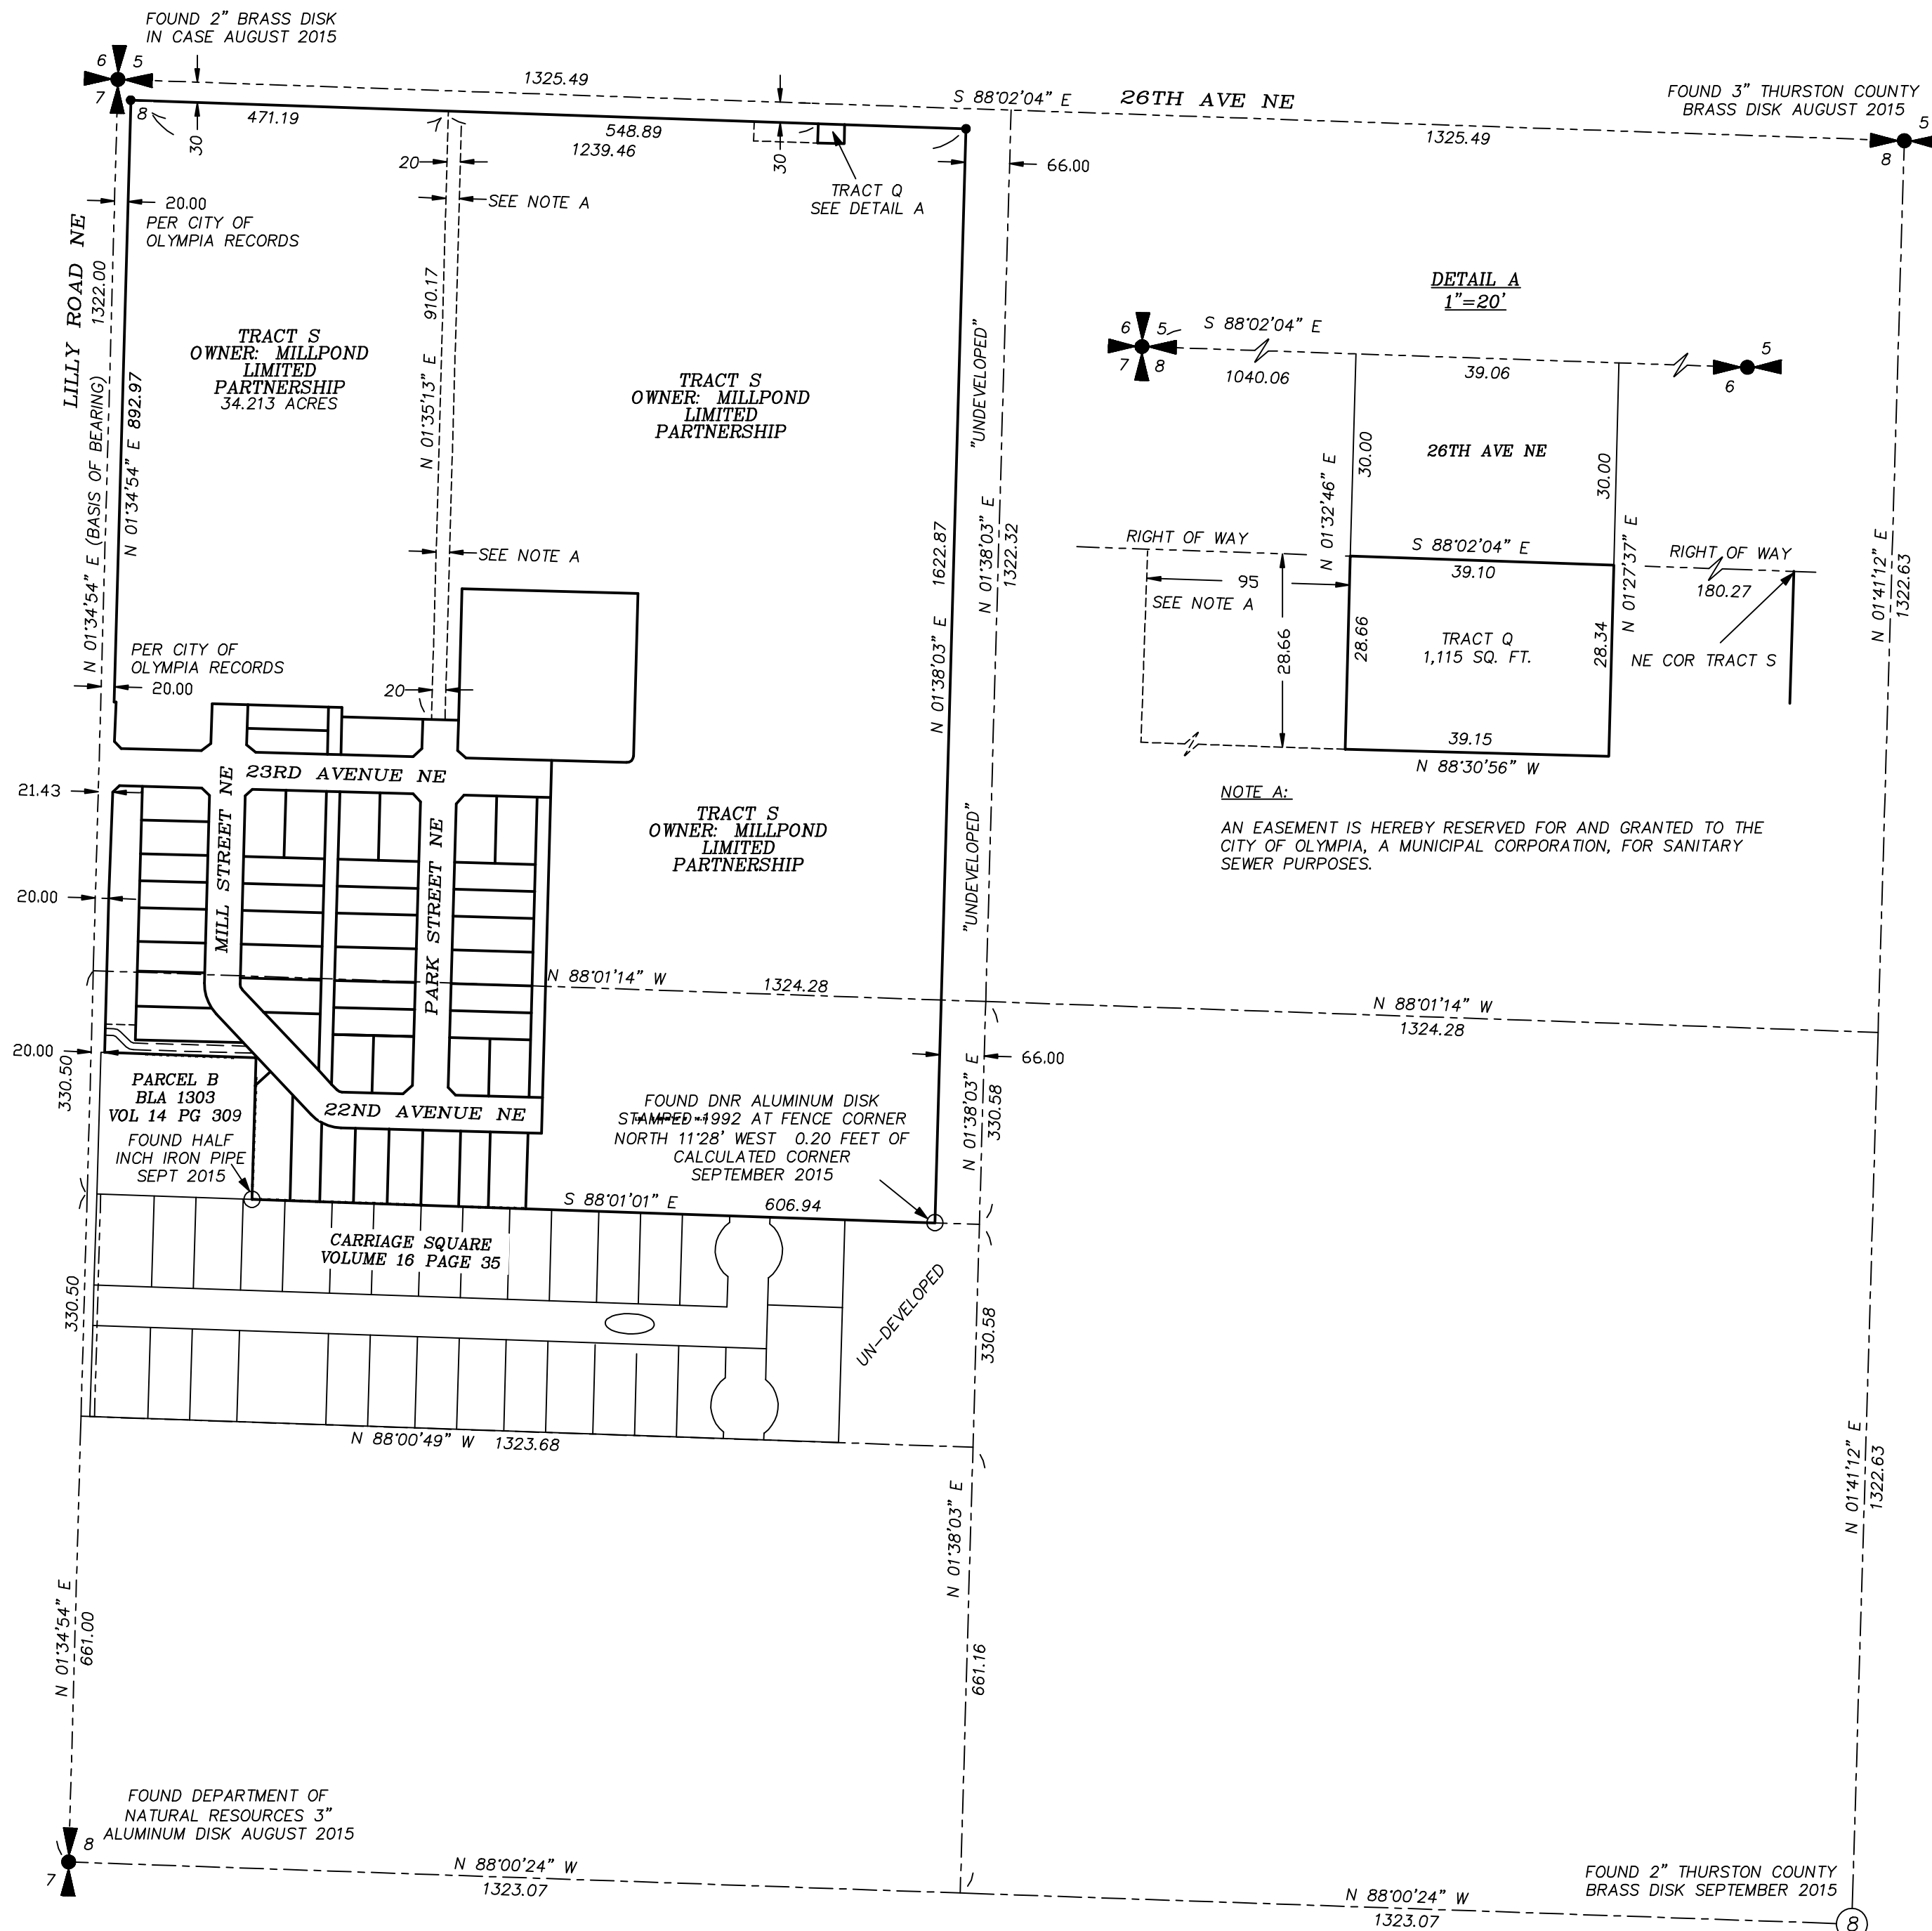 FOUND 2" BRASS DISK
IN CASE AUGUST 2015
6 5
7
8
1325.49
S 88°02'04" E
26TH AVE NE
FOUND 3" THURSTON COUNTY
BRASS DISK AUGUST 2015
5
8
1325.49
471.19
30
548.89
1239.46
30
20
SEE NOTE A
TRACT Q
SEE DETAIL A
66.00
20.00
PER CITY OF
OLYMPIA RECORDS
LILLY ROAD NE
N 01°34'54" E (BASIS OF BEARING) 1322.00
N 01°34'54" E 892.97
TRACT S
OWNER: MILLPOND
LIMITED
PARTNERSHIP
34.213 ACRES
N 01°35'13" E 910.17
TRACT S
OWNER: MILLPOND
LIMITED
PARTNERSHIP
"UNDEVELOPED"
N 01°38'03" E 1622.87
N 01°38'03" E
1322.32
SEE NOTE A
DETAIL A
1"=20'
6 5
7 8
S 88°02'04" E
1040.06
39.06
5
6
N 01°32'46" E
30.00
26TH AVE NE
30.00
N 01°27'37" E
RIGHT OF WAY
S 88°02'04" E
39.10
RIGHT OF WAY
180.27
95
SEE NOTE A
28.66
28.66
TRACT Q
1,115 SQ. FT.
28.34
NE COR TRACT S
39.15
N 88°30'56" W
N 01°41'12" E
1322.63
NOTE A:
AN EASEMENT IS HEREBY RESERVED FOR AND GRANTED TO THE
CITY OF OLYMPIA, A MUNICIPAL CORPORATION, FOR SANITARY
SEWER PURPOSES.
PER CITY OF
OLYMPIA RECORDS
20.00
20
23RD AVENUE NE
21.43
20.00
MILL STREET NE
PARK STREET NE
TRACT S
OWNER: MILLPOND
LIMITED
PARTNERSHIP
"UNDEVELOPED"
N 88°01'14" W
1324.28
N 88°01'14" W
1324.28
20.00
330.50
PARCEL B
BLA 1303
VOL 14 PG 309
FOUND HALF
INCH IRON PIPE
SEPT 2015
22ND AVENUE NE
FOUND DNR ALUMINUM DISK
STAMPED 1992 AT FENCE CORNER
NORTH 11°28' WEST 0.20 FEET OF
CALCULATED CORNER
SEPTEMBER 2015
66.00
N 01°38'03" E
330.58
S 88°01'01" E
606.94
CARRIAGE SQUARE
VOLUME 16 PAGE 35
330.50
UN-DEVELOPED
330.58
N 88°00'49" W 1323.68
N 01°38'03" E
661.16
N 01°41'12" E
1322.63
N 01°34'54" E
661.00
FOUND DEPARTMENT OF
NATURAL RESOURCES 3"
ALUMINUM DISK AUGUST 2015
8
7
N 88°00'24" W
1323.07
N 88°00'24" W
1323.07
FOUND 2" THURSTON COUNTY
BRASS DISK SEPTEMBER 2015
8